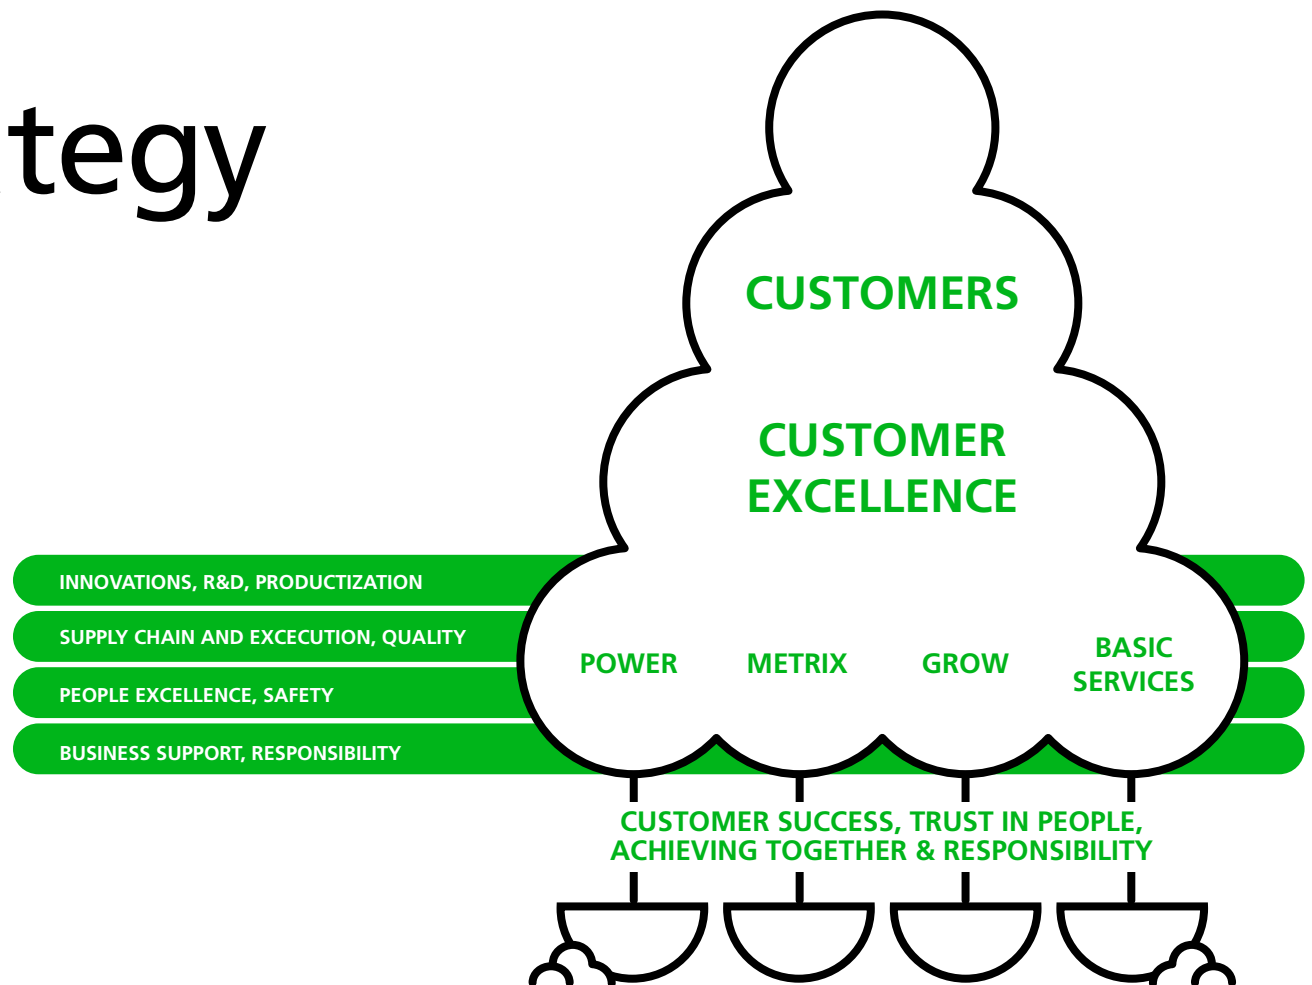 tegy
CUSTOMERS
CUSTOMER
EXCELLENCE
INNOVATIONS, R&D, PRODUCTIZATION
SUPPLY CHAIN AND EXCECUTION, QUALITY
PEOPLE EXCELLENCE, SAFETY
BUSINESS SUPPORT, RESPONSIBILITY
POWER
METRIX
GROW
BASIC
SERVICES
CUSTOMER SUCCESS, TRUST IN PEOPLE,
ACHIEVING TOGETHER & RESPONSIBILITY